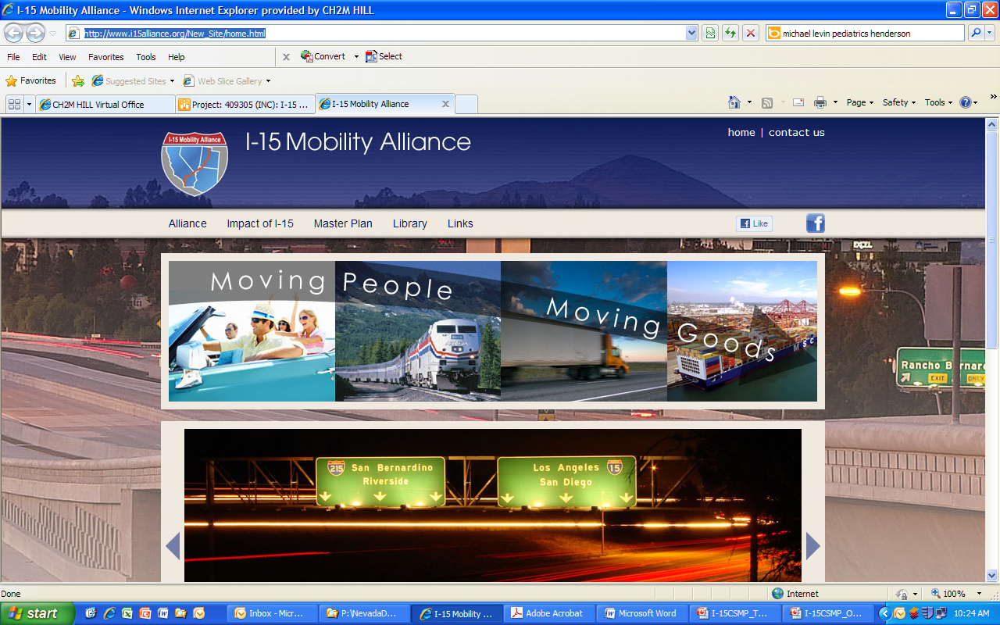 I-15 Mobility Alliance - Windows Internet Explorer provided by CH2M HILL
http://www.i15alliance.org/New_Site/home.html
michael levin pediatrics henderson
File Edit View Favorites Tools Help
Convert Select
Favorites Suggested Sites Web Slice Gallery
CH2M HILL Virtual Office Project: 409305 (INC): I-15 ... I-15 Mobility Alliance Page Safety Tools
I-15 Mobility Alliance
I-15 Mobility Alliance
home | contact us
Alliance Impact of I-15 Master Plan Library Links Like
EXCEL
Moving People Moving Goods
MSC
EXIT ONLY
215 San Bernardino
Riverside
Los Angeles 15
San Diego
Done Internet 100%
start Inbox - Micr... P:\NevadaD... I-15 Mobility ... Adobe Acrobat Microsoft Word I-15CSMP_T... I-15CSMP_O... 10:24 AM